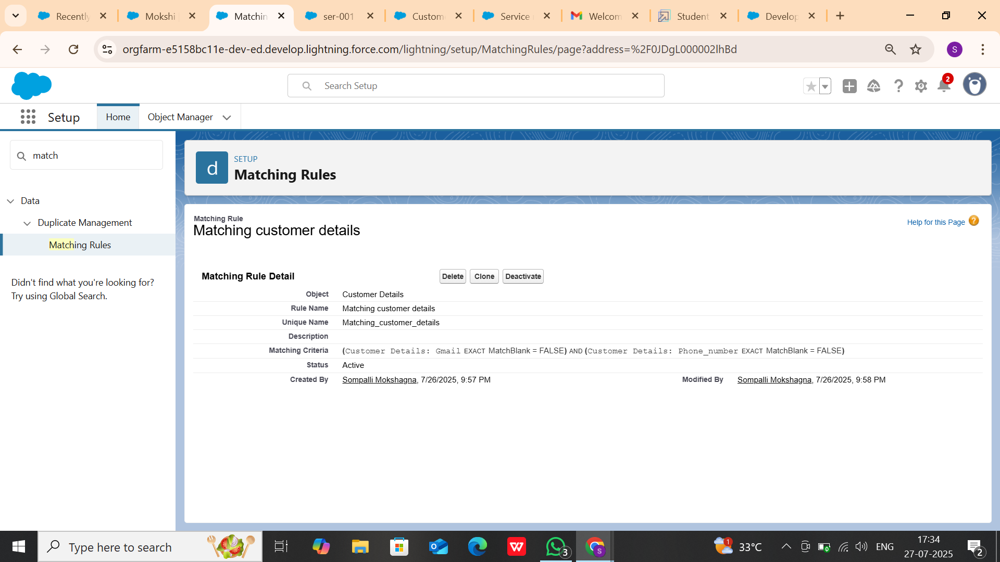 Recently
Mokshi
Matchin
ser-001
Custom
Service
Welcom
Student
Develop
orgfarm-e5158bc11e-dev-ed.develop.lightning.force.com/lightning/setup/MatchingRules/page?address=%2F0JDgL000002lhBd
S
Search Setup
2
Setup
Home
Object Manager
match
Data
Duplicate Management
Matching Rules
Didn't find what you're looking for?
Try using Global Search.
d
SETUP
Matching Rules
Matching Rule
Matching customer details
Help for this Page ?
Matching Rule Detail
Delete Clone Deactivate
Object Customer Details
Rule Name Matching customer details
Unique Name Matching_customer_details
Description
Matching Criteria (Customer Details: Gmail EXACT MatchBlank = FALSE) AND (Customer Details: Phone_number EXACT MatchBlank = FALSE)
Status Active
Created By Sompalli Mokshagna, 7/26/2025, 9:57 PM Modified By Sompalli Mokshagna, 7/26/2025, 9:58 PM
Type here to search
3
S
1
33°C
ENG
17:34
27-07-2025
2